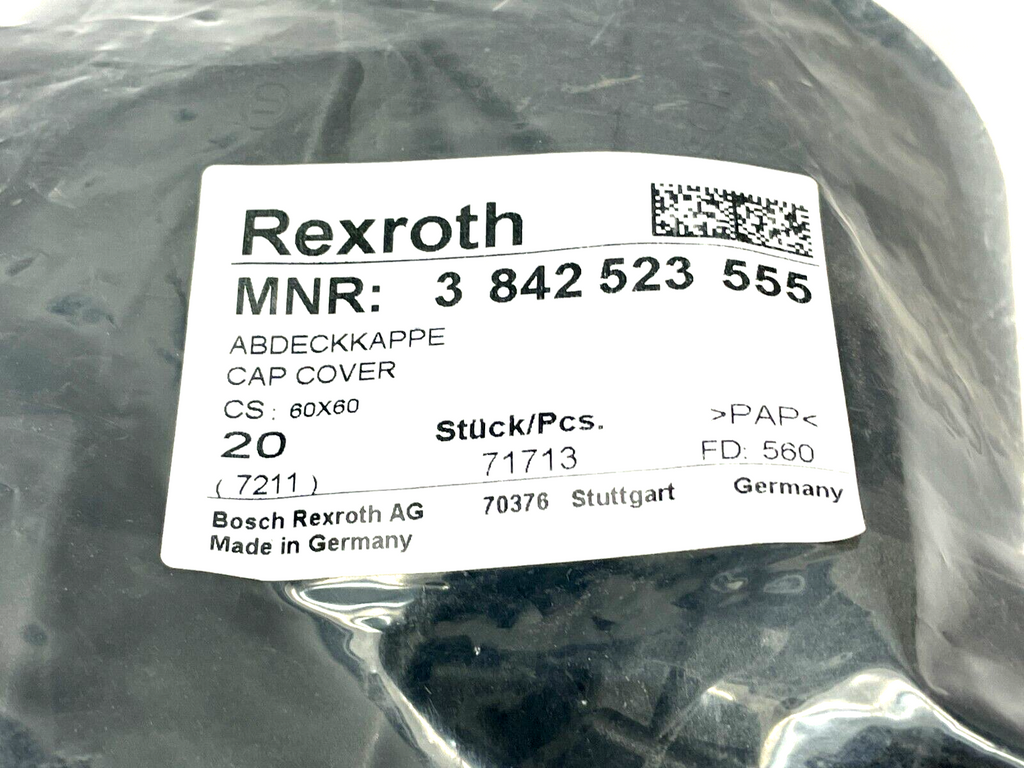 Rexroth
MNR: 3 842 523 555
ABDECKKAPPE
CAP COVER
CS: 60X60
20 Stück/Pcs. >PAP<
(7211) 71713 FD: 560
Bosch Rexroth AG 70376 Stuttgart Germany
Made in Germany